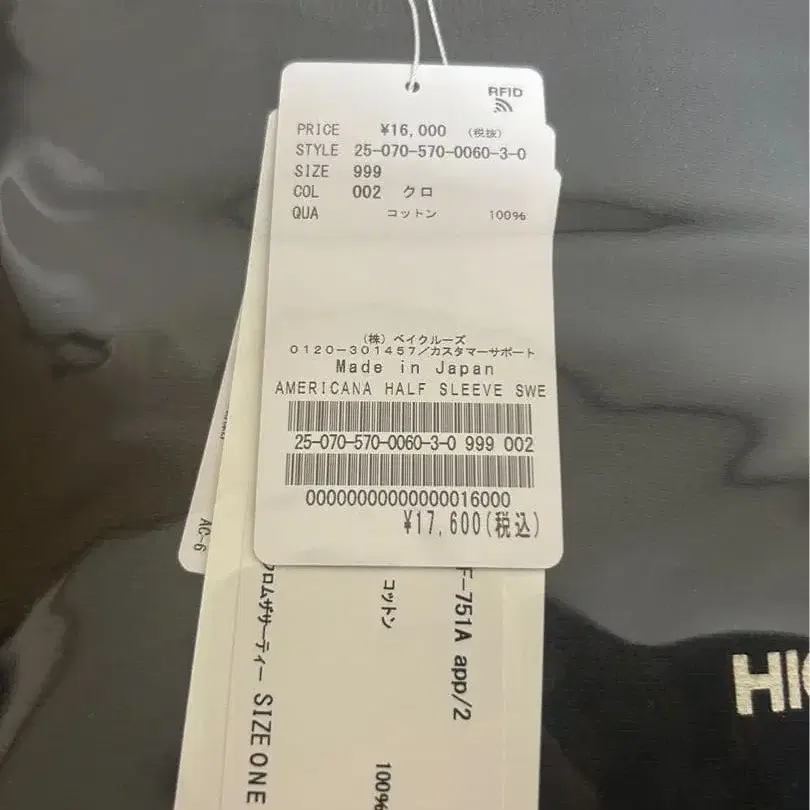 RFID
PRICE ¥16,000 (税抜)
STYLE 25-070-570-0060-3-0
SIZE 999
COL 002 クロ
QUA コットン 100%
(株) ベイクルーズ
0120-301457/カスタマーサポート
Made in Japan
AMERICANA HALF SLEEVE SWE
25-070-570-0060-3-0 999 002
00000000000000016000
¥17,600(税込)
AC-6
F-751A app/2
コットン 100%
フロムザサーティー SIZE ONE
HI